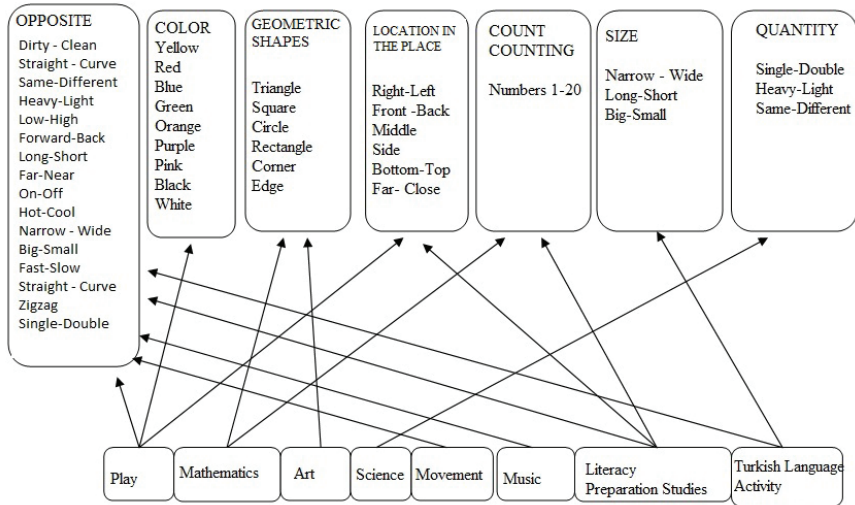 OPPOSITE
Dirty - Clean
Straight - Curve
Same-Different
Heavy-Light
Low-High
Forward-Back
Long-Short
Far-Near
On-Off
Hot-Cool
Narrow - Wide
Big-Small
Fast-Slow
Straight - Curve
Zigzag
Single-Double
COLOR
Yellow
Red
Blue
Green
Orange
Purple
Pink
Black
White
GEOMETRIC
SHAPES
Triangle
Square
Circle
Rectangle
Corner
Edge
LOCATION IN
THE PLACE
Right-Left
Front -Back
Middle
Side
Bottom-Top
Far- Close
COUNT
COUNTING
Numbers 1-20
SIZE
Narrow - Wide
Long-Short
Big-Small
QUANTITY
Single-Double
Heavy-Light
Same-Different
Play
Mathematics
Art
Science
Movement
Music
Literacy
Preparation Studies
Turkish Language
Activity